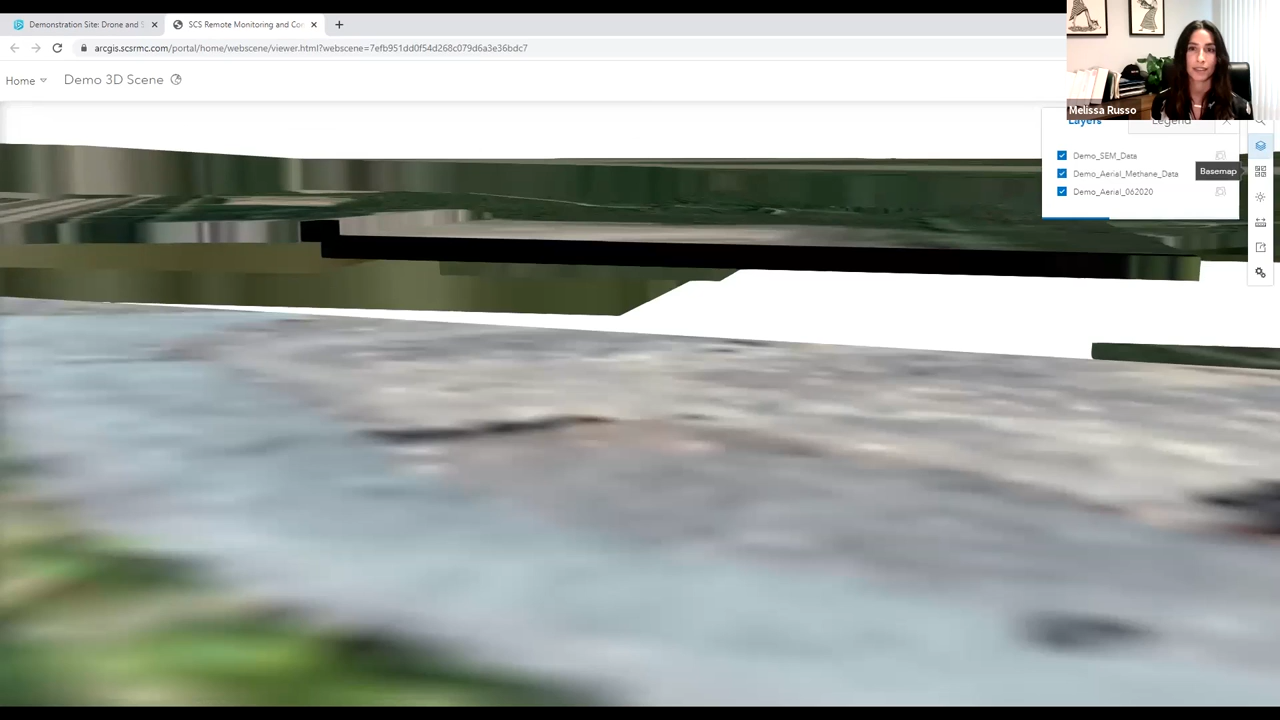 Demonstration Site: Drone and S
SCS Remote Monitoring and Co
arcgis.scsrmc.com/portal/home/webscene/viewer.html?webscene=7efb951dd0f54d268c079d6a3e36bdc7
Home
Demo 3D Scene
Melissa Russo
Layers
Legend
Demo_SEM_Data
Demo_Aerial_Methane_Data
Demo_Aerial_062020
Basemap